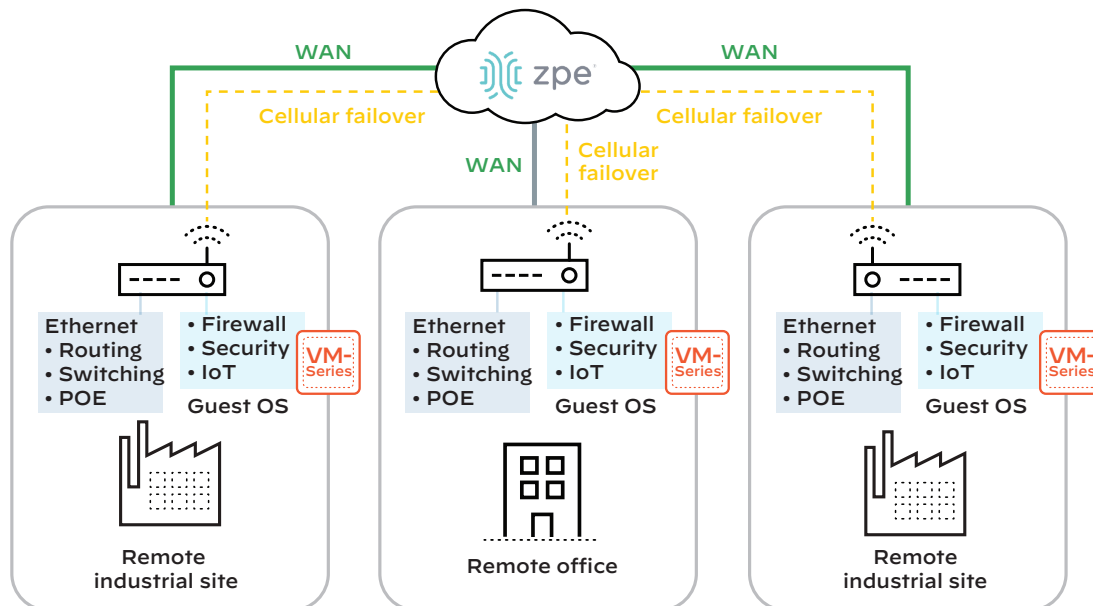 WAN
WAN
zpe
Cellular failover
Cellular failover
WAN
Cellular
failover
Ethernet
• Routing
• Switching
• POE
• Firewall
• Security
• IoT
VM-
Series
Guest OS
Remote
industrial site
Ethernet
• Routing
• Switching
• POE
• Firewall
• Security
• IoT
VM-
Series
Guest OS
Remote office
Ethernet
• Routing
• Switching
• POE
• Firewall
• Security
• IoT
VM-
Series
Guest OS
Remote
industrial site